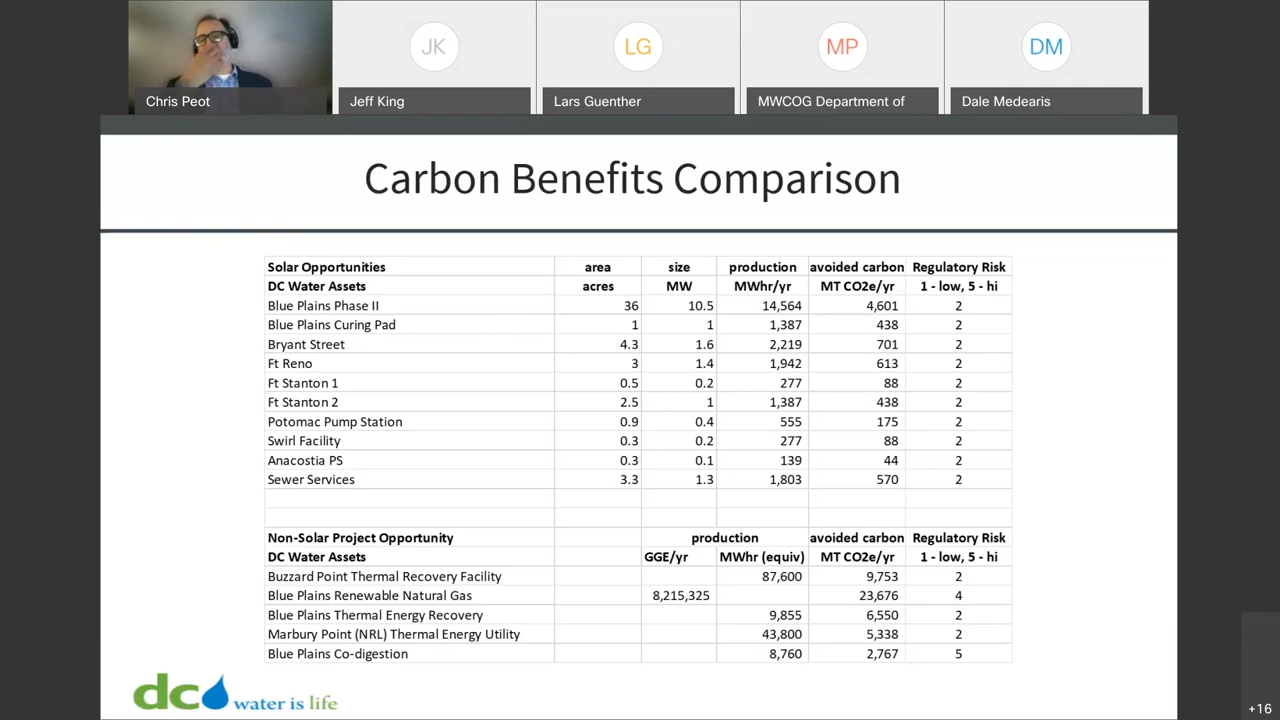 JK LG MP DM
Chris Peot Jeff King Lars Guenther MWCOG Department of Dale Medearis
Carbon Benefits Comparison
Solar Opportunities area size production avoided carbon Regulatory Risk
DC Water Assets acres MW MWhr/yr MT CO2e/yr 1 - low, 5 - hi
Blue Plains Phase II 36 10.5 14,564 4,601 2
Blue Plains Curing Pad 1 1 1,387 438 2
Bryant Street 4.3 1.6 2,219 701 2
Ft Reno 3 1.4 1,942 613 2
Ft Stanton 1 0.5 0.2 277 88 2
Ft Stanton 2 2.5 1 1,387 438 2
Potomac Pump Station 0.9 0.4 555 175 2
Swirl Facility 0.3 0.2 277 88 2
Anacostia PS 0.3 0.1 139 44 2
Sewer Services 3.3 1.3 1,803 570 2
Non-Solar Project Opportunity production avoided carbon Regulatory Risk
DC Water Assets GGE/yr MWhr (equiv) MT CO2e/yr 1 - low, 5 - hi
Buzzard Point Thermal Recovery Facility 87,600 9,753 2
Blue Plains Renewable Natural Gas 8,215,325 23,676 4
Blue Plains Thermal Energy Recovery 9,855 6,550 2
Marbury Point (NRL) Thermal Energy Utility 43,800 5,338 2
Blue Plains Co-digestion 8,760 2,767 5
dc water is life
+16